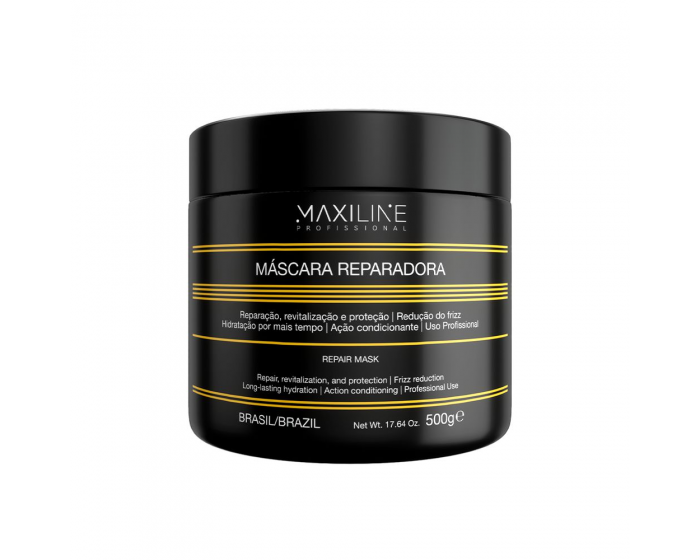 MAXILINE
PROFISSIONAL
MÁSCARA REPARADORA
Reparação, revitalização e proteção | Redução do frizz
Hidratação por mais tempo | Ação condicionante | Uso Profissional
REPAIR MASK
Repair, revitalization, and protection | Frizz reduction
Long-lasting hydration | Action conditioning | Professional Use
BRASIL/BRAZIL Net Wt. 17.64 Oz. 500g℮